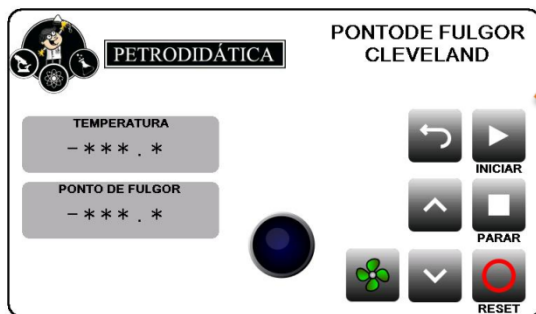 PETRODIDÁTICA
PONTODE FULGOR
CLEVELAND
TEMPERATURA
-***.*
PONTO DE FULGOR
-***.*
INICIAR
PARAR
RESET